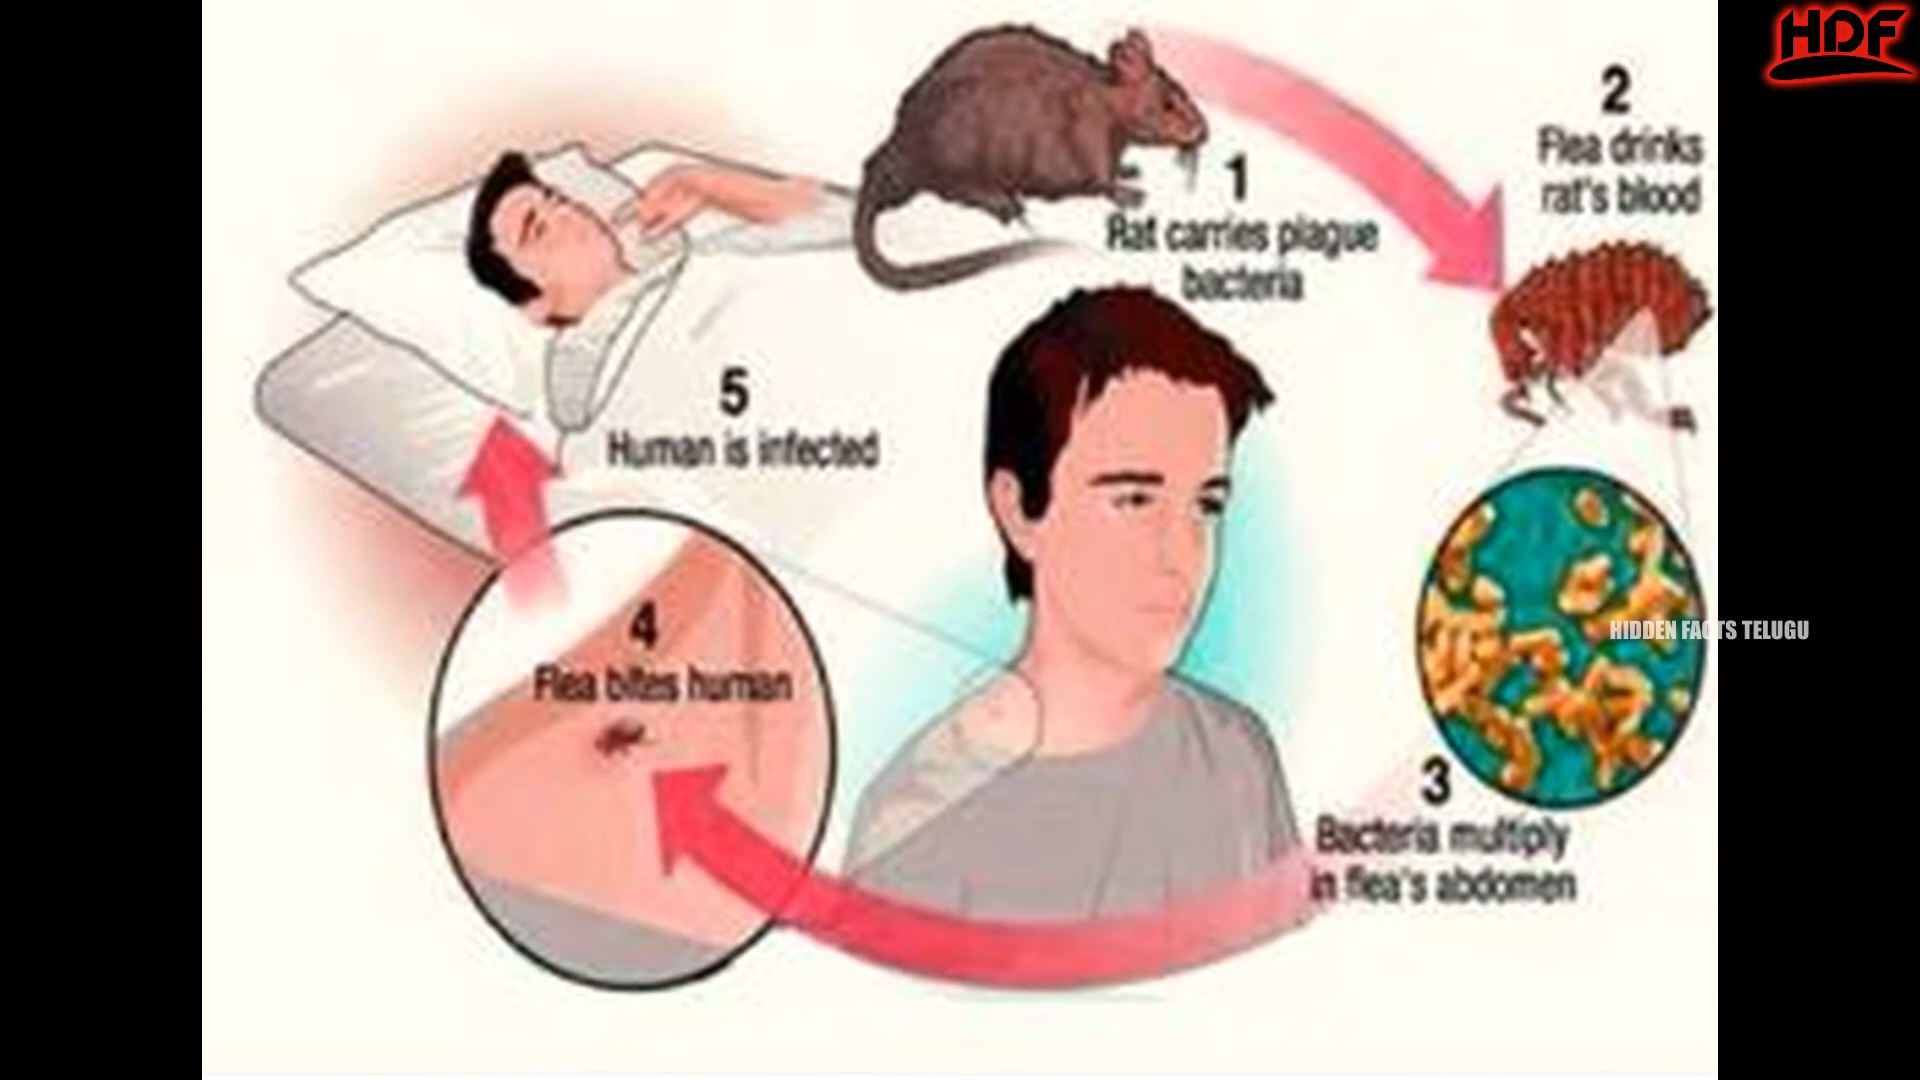 HDF
1
Rat carries plague
bacteria
2
Flea drinks
rat's blood
3
Bacteria multiply
in flea's abdomen
4
Flea bites human
5
Human is infected
HIDDEN FACTS TELUGU